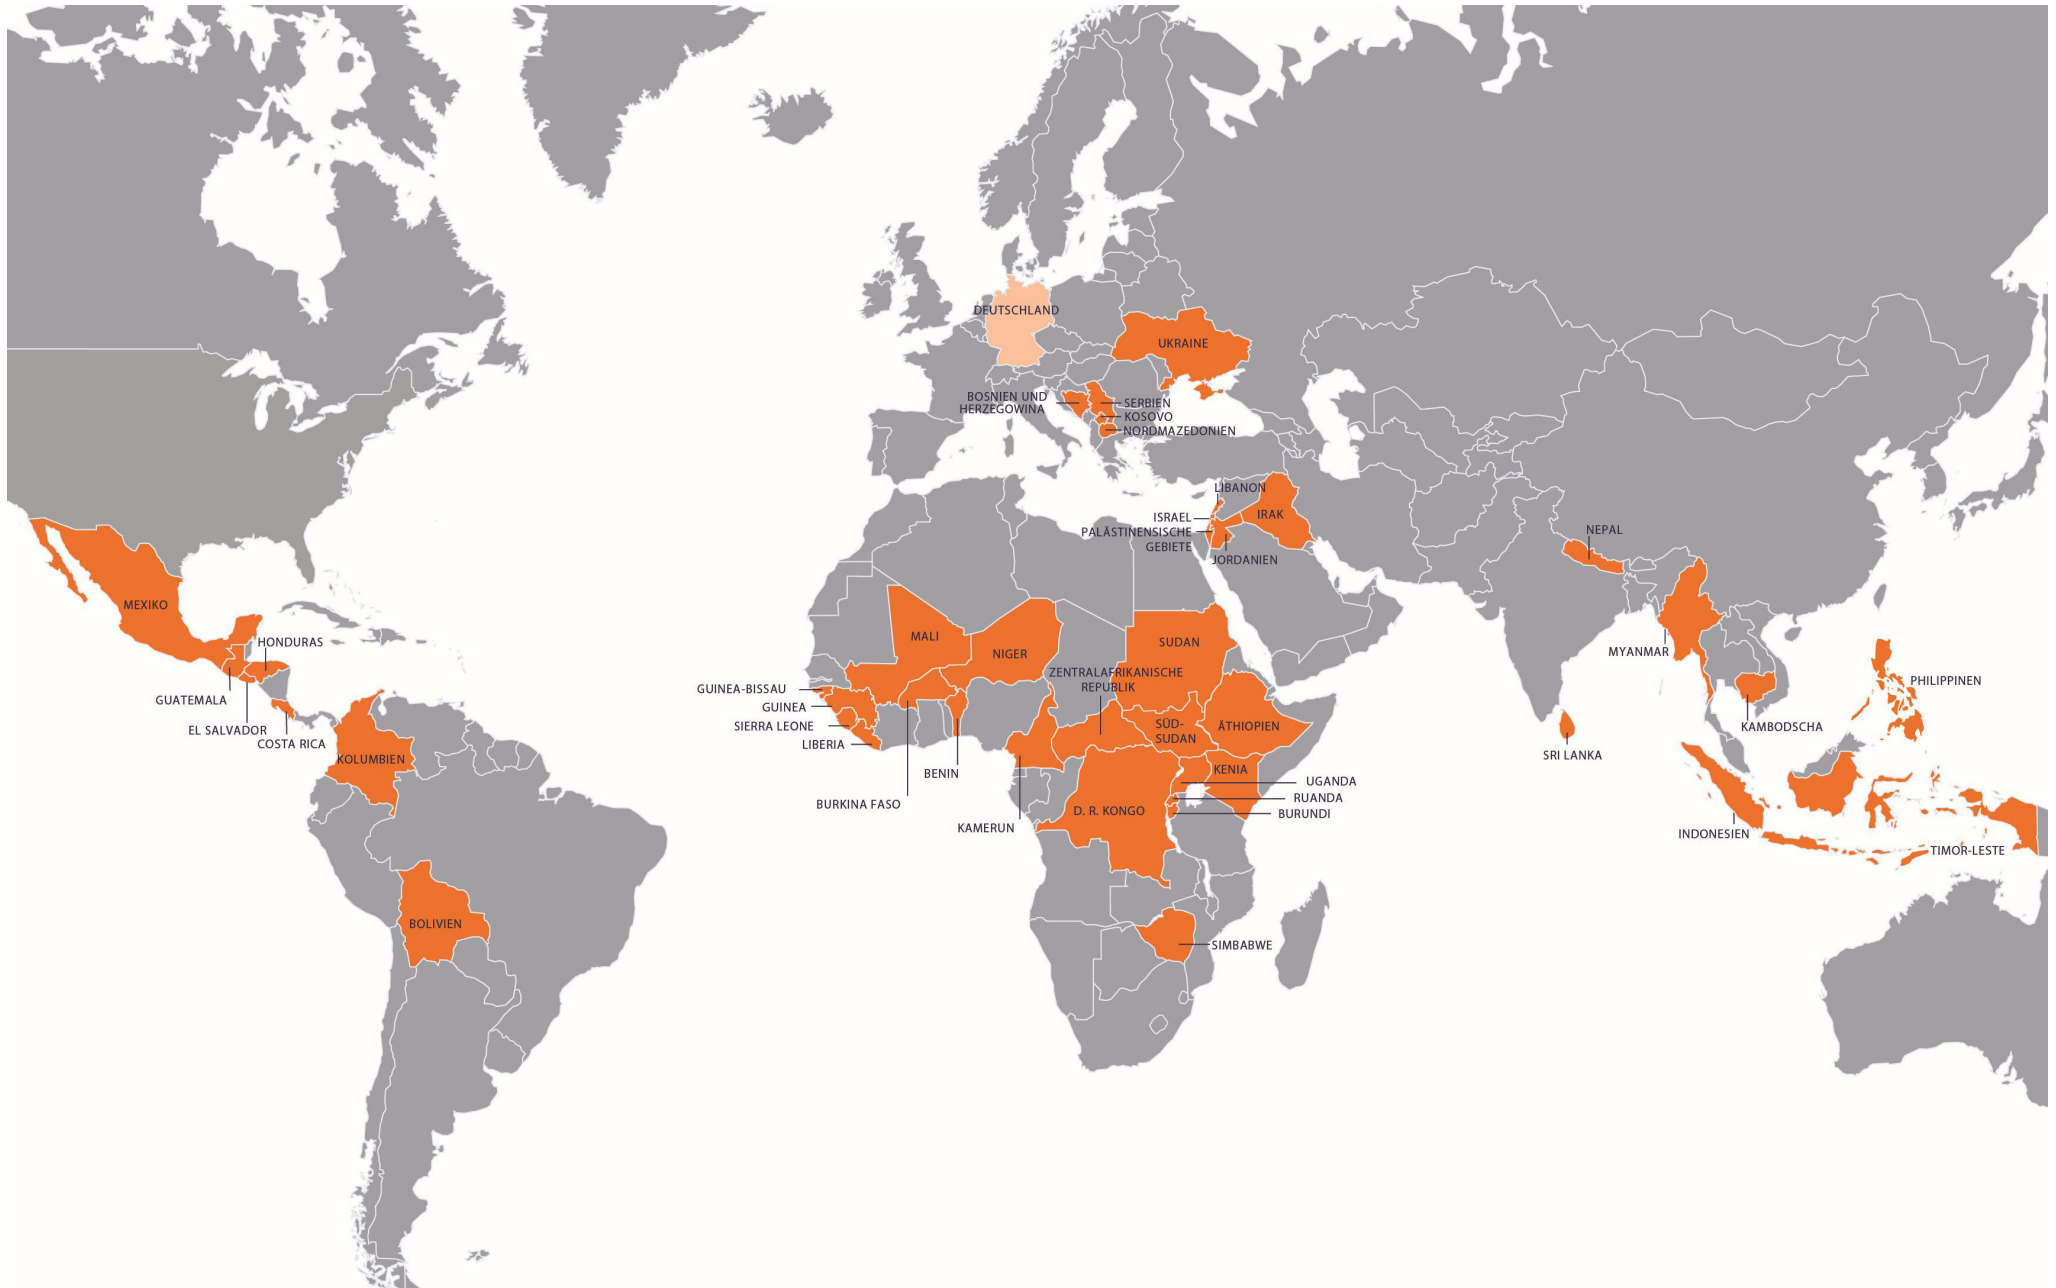 DEUTSCHLAND
UKRAINE
BOSNIEN UND
HERZEGOWINA
SERBIEN
KOSOVO
NORDMAZEDONIEN
LIBANON
ISRAEL
IRAK
PALÄSTINENSISCHE
GEBIETE
JORDANIEN
NEPAL
MEXIKO
HONDURAS
GUATEMALA
EL SALVADOR
COSTA RICA
KOLUMBIEN
BOLIVIEN
MALI
NIGER
SUDAN
ZENTRALAFRIKANISCHE
REPUBLIK
GUINEA-BISSAU
GUINEA
SIERRA LEONE
LIBERIA
SÜD-
SUDAN
ÄTHIOPIEN
BENIN
BURKINA FASO
KAMERUN
D. R. KONGO
KENIA
UGANDA
RUANDA
BURUNDI
SIMBABWE
MYANMAR
PHILIPPINEN
KAMBODSCHA
SRI LANKA
INDONESIEN
TIMOR-LESTE